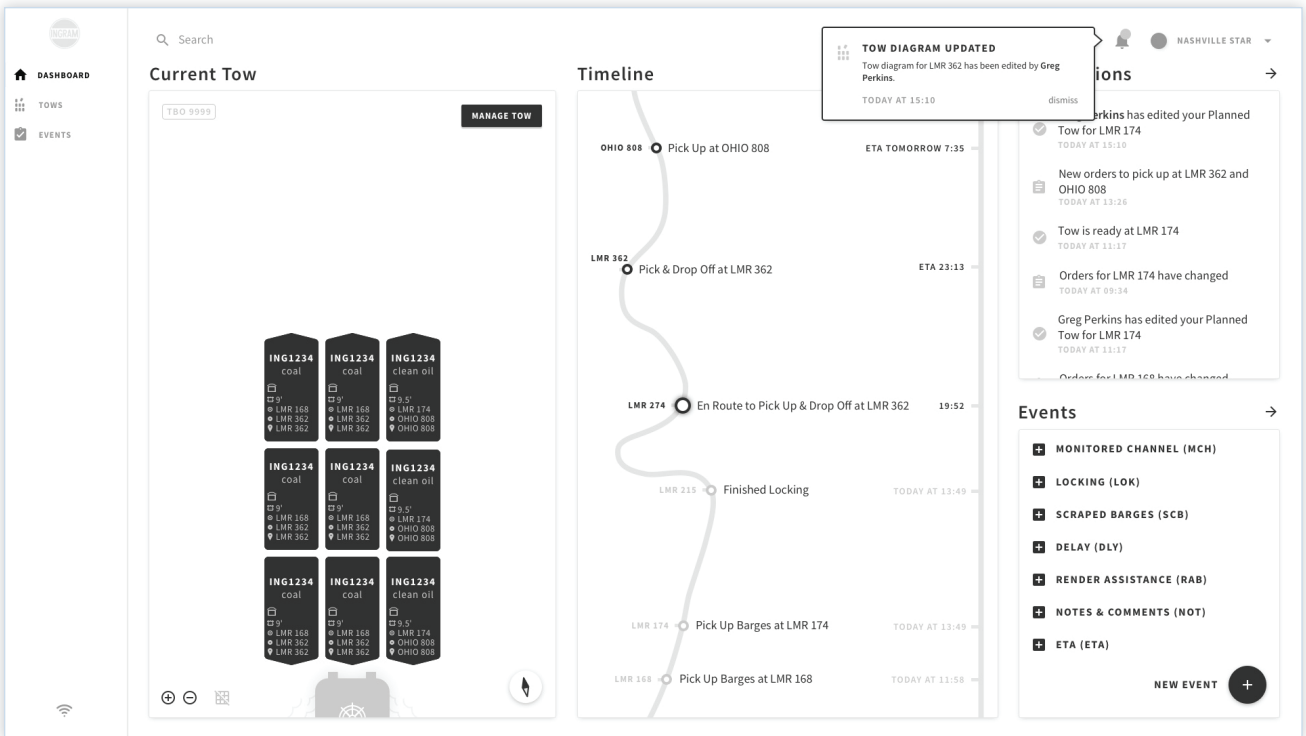 INGRAM
DASHBOARD
TOWS
EVENTS
Search
NASHVILLE STAR
TOW DIAGRAM UPDATED
Tow diagram for LMR 362 has been edited by Greg
Perkins.
TODAY AT 15:10
dismiss
Current Tow
TBO 9999
MANAGE TOW
ING1234
coal
9'
LMR 168
LMR 362
LMR 362
ING1234
coal
9'
LMR 168
LMR 362
LMR 362
ING1234
clean oil
9.5'
LMR 174
OHIO 808
OHIO 808
ING1234
coal
9'
LMR 168
LMR 362
LMR 362
ING1234
coal
9'
LMR 168
LMR 362
LMR 362
ING1234
clean oil
9.5'
LMR 174
OHIO 808
OHIO 808
ING1234
coal
9'
LMR 168
LMR 362
LMR 362
ING1234
coal
9'
LMR 168
LMR 362
LMR 362
ING1234
clean oil
9.5'
LMR 174
OHIO 808
OHIO 808
Timeline
OHIO 808 Pick Up at OHIO 808 ETA TOMORROW 7:35
LMR 362 Pick & Drop Off at LMR 362 ETA 23:13
LMR 274 En Route to Pick Up & Drop Off at LMR 362 19:52
LMR 215 Finished Locking TODAY AT 13:49
LMR 174 Pick Up Barges at LMR 174 TODAY AT 13:49
LMR 168 Pick Up Barges at LMR 168 TODAY AT 11:58
ions
erkins has edited your Planned
Tow for LMR 174
TODAY AT 15:10
New orders to pick up at LMR 362 and
OHIO 808
TODAY AT 13:26
Tow is ready at LMR 174
TODAY AT 11:17
Orders for LMR 174 have changed
TODAY AT 09:34
Greg Perkins has edited your Planned
Tow for LMR 174
TODAY AT 11:17
Orders for LMR 168 have changed
Events
MONITORED CHANNEL (MCH)
LOCKING (LOK)
SCRAPED BARGES (SCB)
DELAY (DLY)
RENDER ASSISTANCE (RAB)
NOTES & COMMENTS (NOT)
ETA (ETA)
NEW EVENT